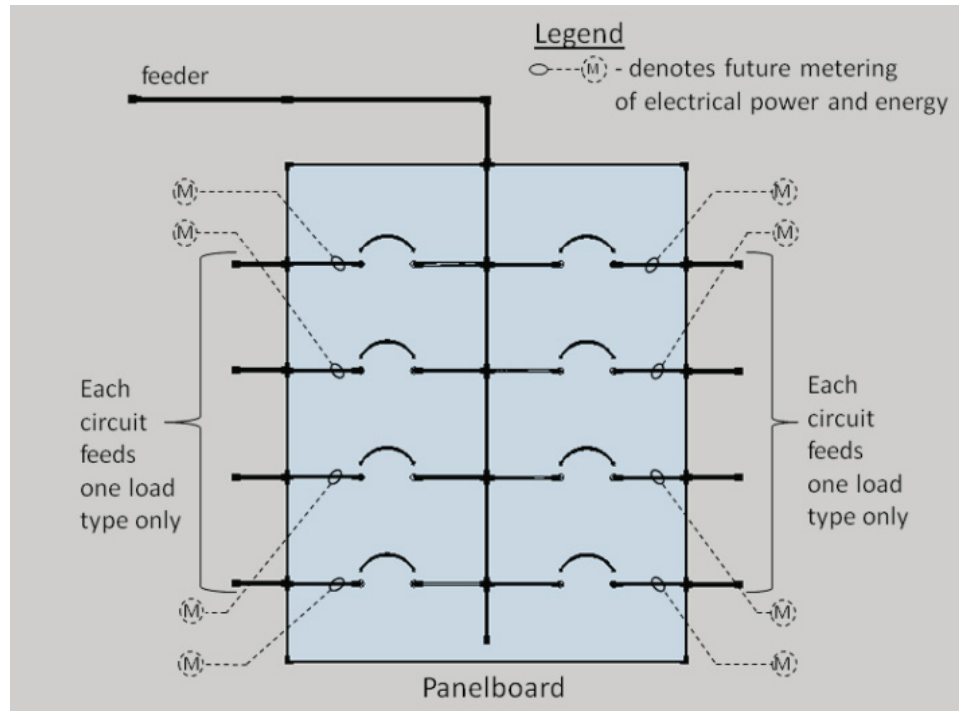 Legend
M - denotes future metering
of electrical power and energy
feeder
M
M
M
M
Each
circuit
feeds
one load
type only
Each
circuit
feeds
one load
type only
M
M
M
M
Panelboard